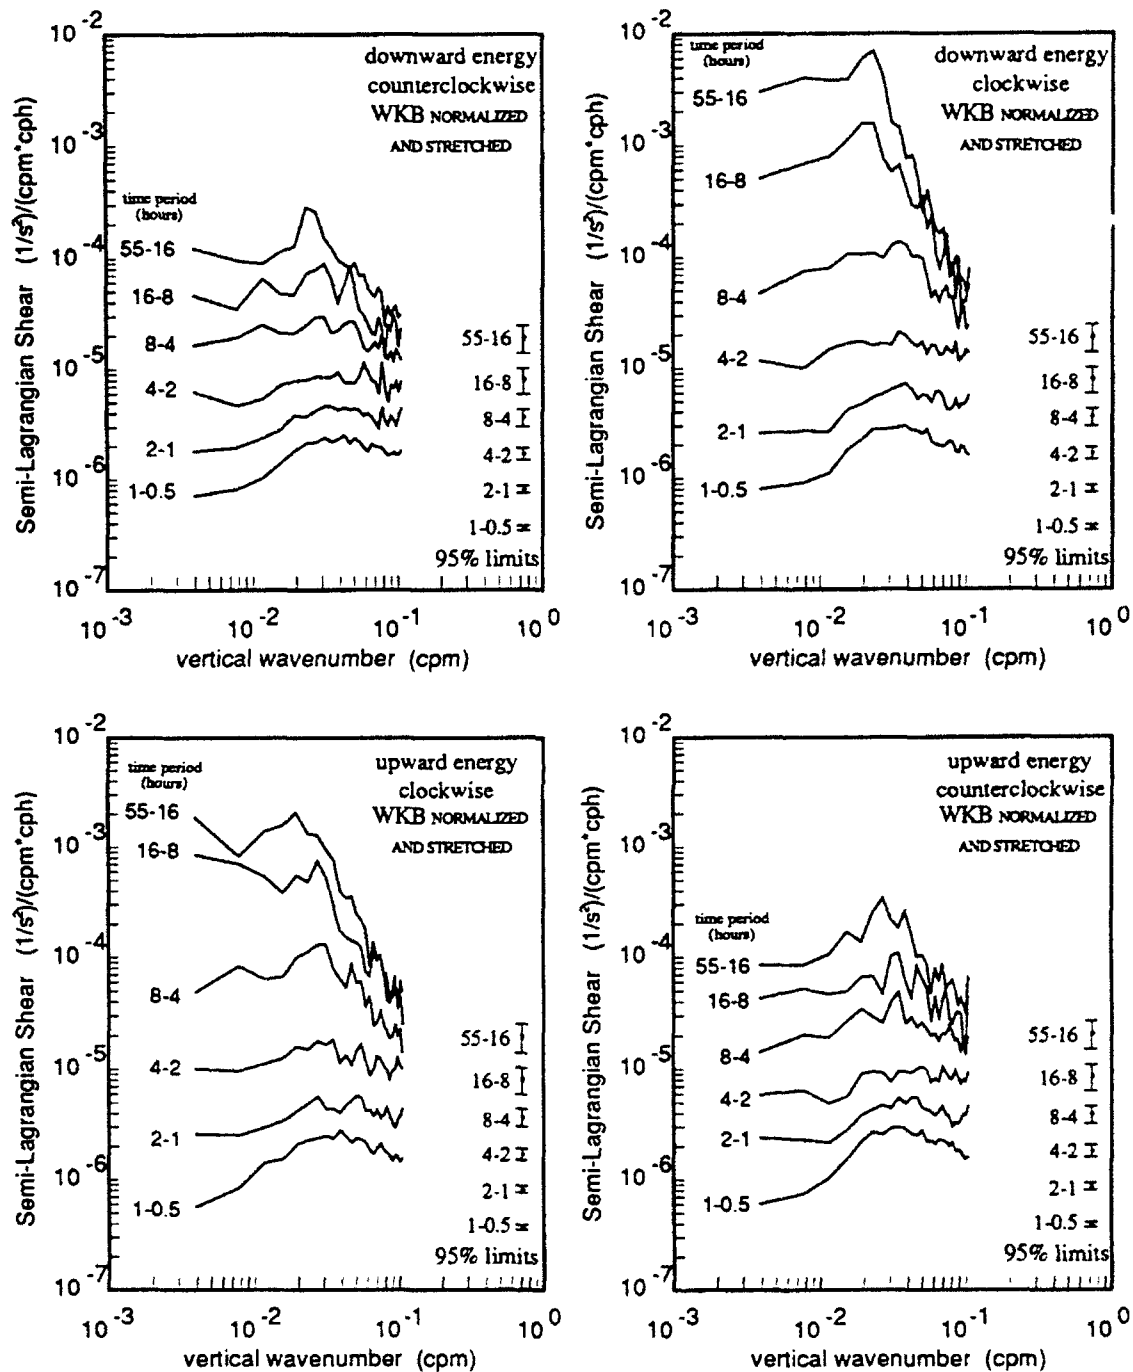 10^-2
10^-3
10^-4
10^-5
10^-6
10^-7
Semi-Lagrangian Shear (1/s²)/(cpm*cph)
downward energy
counterclockwise
WKB NORMALIZED
AND STRETCHED
time period
(hours)
55-16
16-8
8-4
4-2
2-1
1-0.5
55-16
16-8
8-4
4-2
2-1
1-0.5
95% limits
10^-3 10^-2 10^-1 10^0
vertical wavenumber (cpm)
10^-2
10^-3
10^-4
10^-5
10^-6
10^-7
Semi-Lagrangian Shear (1/s²)/(cpm*cph)
time period
(hours)
downward energy
clockwise
WKB NORMALIZED
AND STRETCHED
55-16
16-8
8-4
4-2
2-1
1-0.5
55-16
16-8
8-4
4-2
2-1
1-0.5
95% limits
10^-3 10^-2 10^-1 10^0
vertical wavenumber (cpm)
10^-2
10^-3
10^-4
10^-5
10^-6
10^-7
Semi-Lagrangian Shear (1/s²)/(cpm*cph)
time period
(hours)
upward energy
clockwise
WKB NORMALIZED
AND STRETCHED
55-16
16-8
8-4
4-2
2-1
1-0.5
55-16
16-8
8-4
4-2
2-1
1-0.5
95% limits
10^-3 10^-2 10^-1 10^0
vertical wavenumber (cpm)
10^-2
10^-3
10^-4
10^-5
10^-6
10^-7
Semi-Lagrangian Shear (1/s²)/(cpm*cph)
upward energy
counterclockwise
WKB NORMALIZED
AND STRETCHED
time period
(hours)
55-16
16-8
8-4
4-2
2-1
1-0.5
55-16
16-8
8-4
4-2
2-1
1-0.5
95% limits
10^-3 10^-2 10^-1 10^0
vertical wavenumber (cpm)